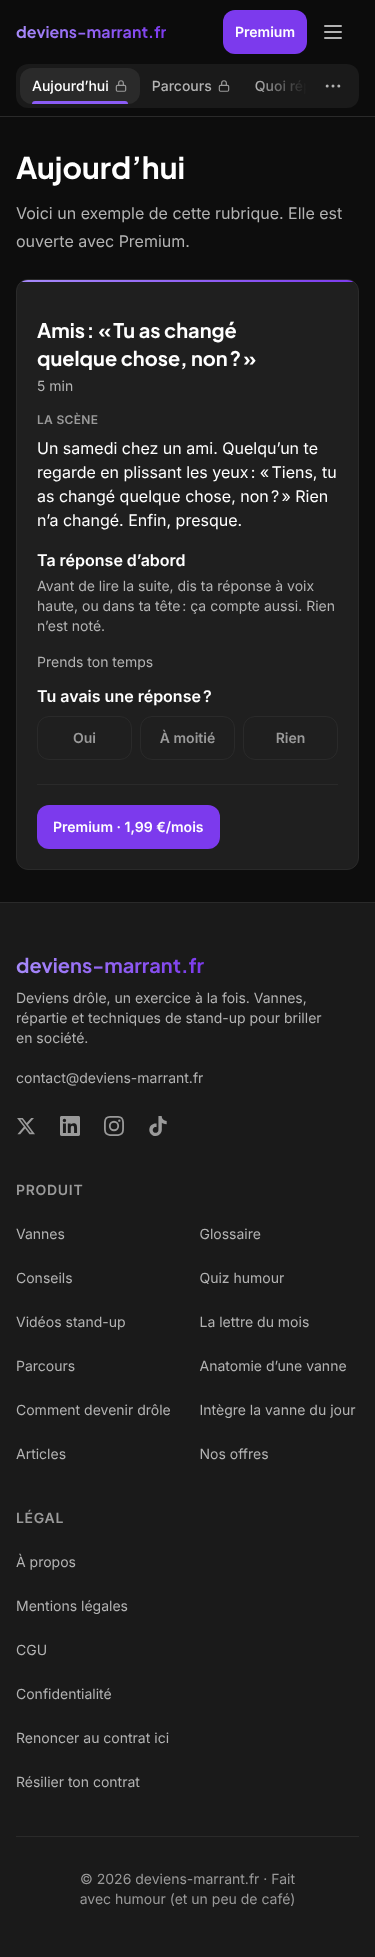 deviens-marrant.fr
Premium
Aujourd’hui
Parcours
Quoi
Aujourd’hui
Voici un exemple de cette rubrique. Elle est
ouverte avec Premium.
Amis : « Tu as changé
quelque chose, non ? »
5 min
LA SCÈNE
Un samedi chez un ami. Quelqu’un te
regarde en plissant les yeux : « Tiens, tu
as changé quelque chose, non ? » Rien
n’a changé. Enfin, presque.
Ta réponse d’abord
Avant de lire la suite, dis ta réponse à voix
haute, ou dans ta tête : ça compte aussi. Rien
n’est noté.
Prends ton temps
Tu avais une réponse ?
Oui
À moitié
Rien
Premium · 1,99 €/mois
deviens-marrant.fr
Deviens drôle, un exercice à la fois. Vannes,
répartie et techniques de stand-up pour briller
en société.
contact@deviens-marrant.fr
PRODUIT
Vannes
Glossaire
Conseils
Quiz humour
Vidéos stand-up
La lettre du mois
Parcours
Anatomie d’une vanne
Comment devenir drôle
Intègre la vanne du jour
Articles
Nos offres
LÉGAL
À propos
Mentions légales
CGU
Confidentialité
Renoncer au contrat ici
Résilier ton contrat
© 2026 deviens-marrant.fr · Fait
avec humour (et un peu de café)